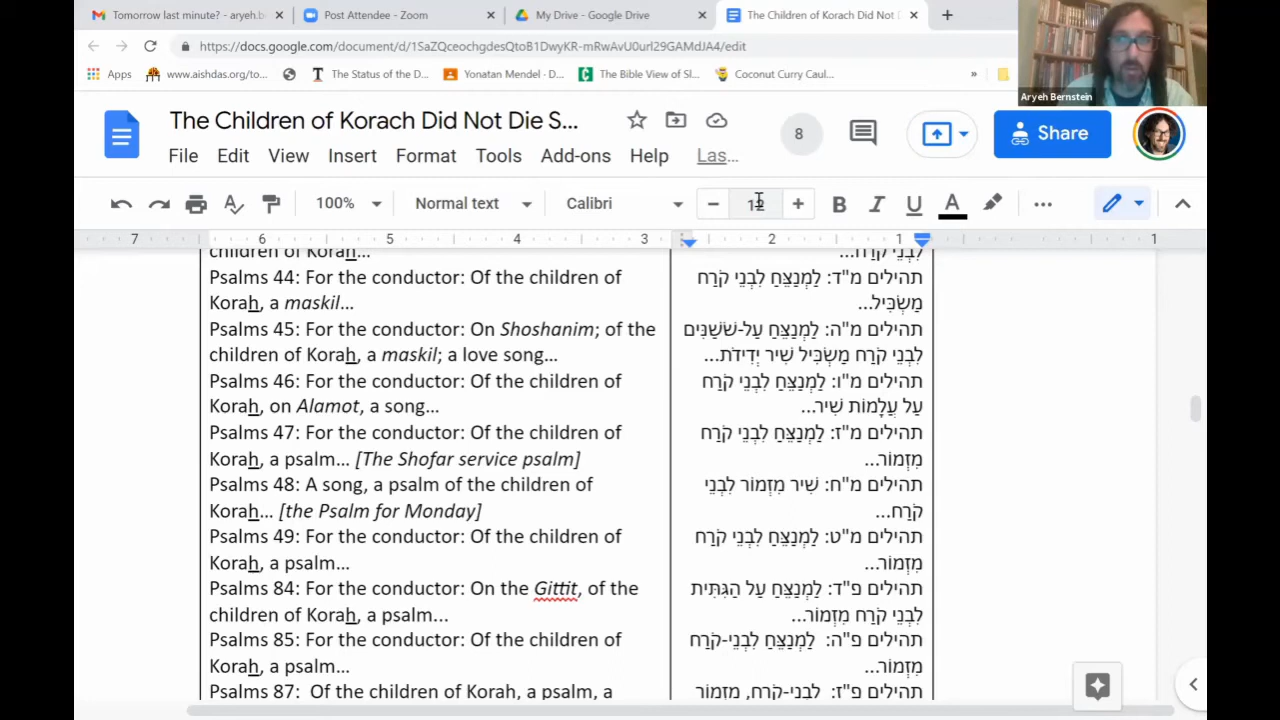 Tomorrow last minute? - aryeh.b
Post Attendee - Zoom
My Drive - Google Drive
The Children of Korach Did Not D
https://docs.google.com/document/d/1SaZQceochgdesQtoB1DwyKR-mRwAvU0urI29GAMdJA4/edit
Apps
www.aishdas.org/to...
The Status of the D...
Yonatan Mendel · D...
The Bible View of Sl...
Coconut Curry Caul...
»
Aryeh Bernstein
The Children of Korach Did Not Die S...
8
Share
File Edit View Insert Format Tools Add-ons Help Las...
100% Normal text Calibri 12 B I U A
7 6 5 4 3 2 1 1
children of Korah...
לִבְנֵי קֹרַח...
Psalms 44: For the conductor: Of the children of
Korah, a maskil...
תהילים מ"ד: לַמְנַצֵּחַ לִבְנֵי קֹרַח
מַשְׂכִּיל...
Psalms 45: For the conductor: On Shoshanim; of the
children of Korah, a maskil; a love song...
תהילים מ"ה: לַמְנַצֵּחַ עַל-שֹׁשַׁנִּים
לִבְנֵי קֹרַח מַשְׂכִּיל שִׁיר יְדִידֹת...
Psalms 46: For the conductor: Of the children of
Korah, on Alamot, a song...
תהילים מ"ו: לַמְנַצֵּחַ לִבְנֵי קֹרַח
עַל עֲלָמוֹת שִׁיר...
Psalms 47: For the conductor: Of the children of
Korah, a psalm... [The Shofar service psalm]
תהילים מ"ז: לַמְנַצֵּחַ לִבְנֵי קֹרַח
מִזְמוֹר...
Psalms 48: A song, a psalm of the children of
Korah... [the Psalm for Monday]
תהילים מ"ח: שִׁיר מִזְמוֹר לִבְנֵי
קֹרַח...
Psalms 49: For the conductor: Of the children of
Korah, a psalm...
תהילים מ"ט: לַמְנַצֵּחַ לִבְנֵי קֹרַח
מִזְמוֹר...
Psalms 84: For the conductor: On the Gittit, of the
children of Korah, a psalm...
תהילים פ"ד: לַמְנַצֵּחַ עַל הַגִּתִּית
לִבְנֵי קֹרַח מִזְמוֹר...
Psalms 85: For the conductor: Of the children of
Korah, a psalm...
תהילים פ"ה: לַמְנַצֵּחַ לִבְנֵי-קֹרַח
מִזְמוֹר...
Psalms 87: Of the children of Korah, a psalm, a
תהילים פ"ז: לִבְנֵי-קֹרַח, מִזְמוֹר